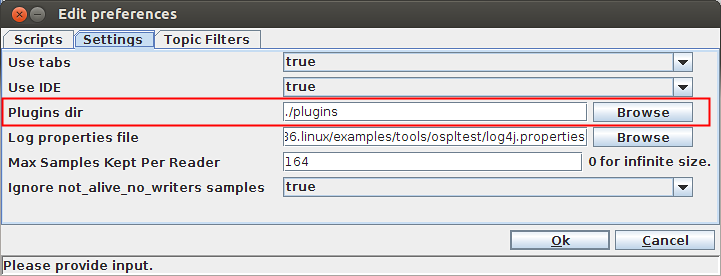 Edit preferences
Scripts Settings Topic Filters
Use tabs true
Use IDE true
Plugins dir ./plugins Browse
Log properties file 36.linux/examples/tools/ospltest/log4j.properties Browse
Max Samples Kept Per Reader 164 0 for infinite size.
Ignore not_alive_no_writers samples true
Ok Cancel
Please provide input.